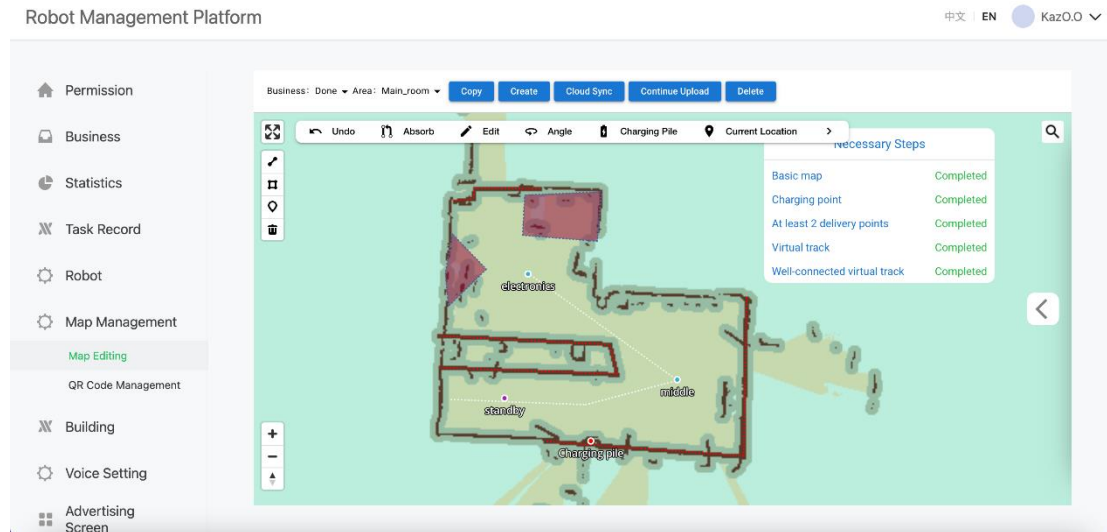 Robot Management Platform
中文 | EN KazO.O
Permission
Business
Statistics
Task Record
Robot
Map Management
Map Editing
QR Code Management
Building
Voice Setting
Advertising
Screen
Business: Done Area: Main_room Copy Create Cloud Sync Continue Upload Delete
Undo Absorb Edit Angle Charging Pile Current Location
Necessary Steps
Basic map Completed
Charging point Completed
At least 2 delivery points Completed
Virtual track Completed
Well-connected virtual track Completed
electronics
middle
standby
Charging pile